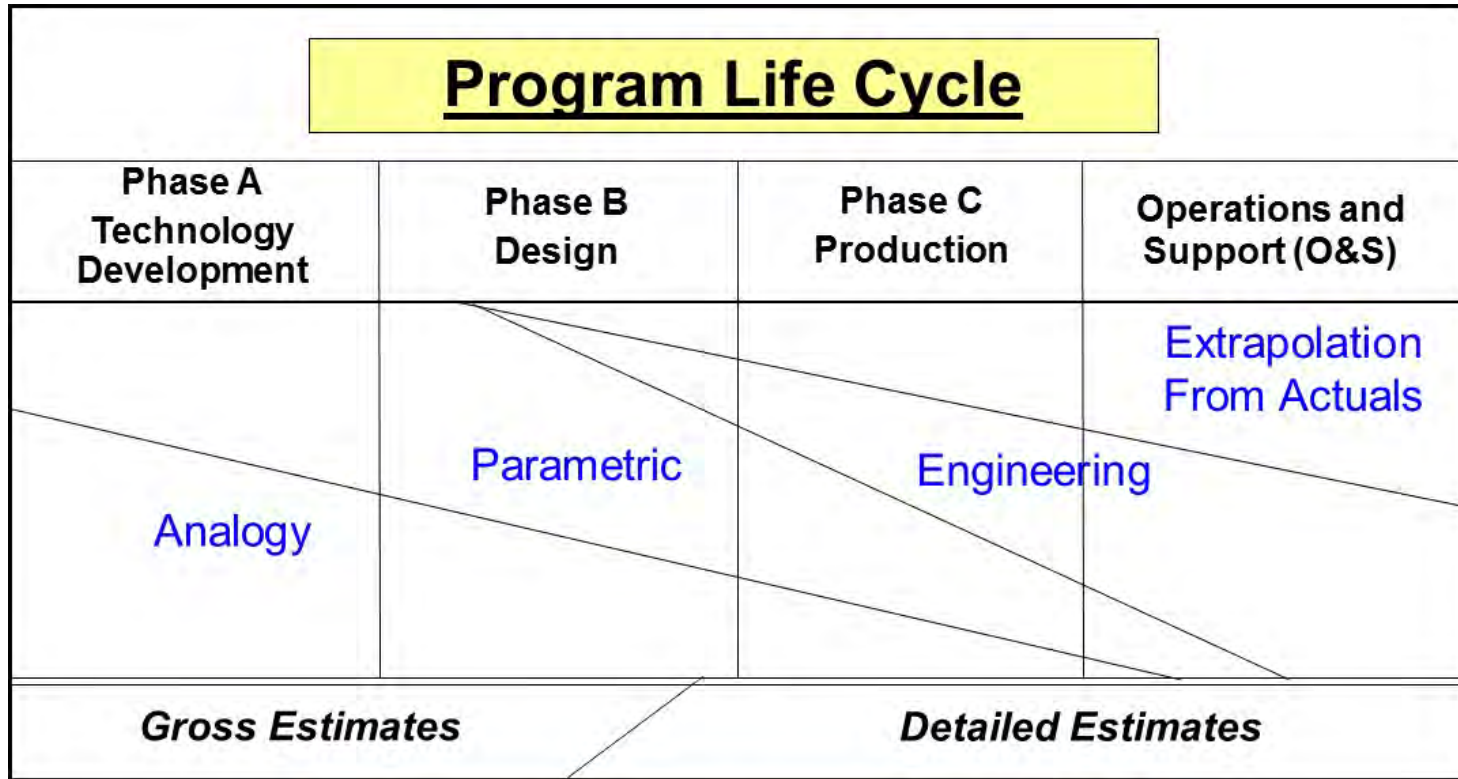 Program Life Cycle
Phase A
Technology
Development
Phase B
Design
Phase C
Production
Operations and
Support (O&S)
Analogy
Parametric
Engineering
Extrapolation
From Actuals
Gross Estimates
Detailed Estimates